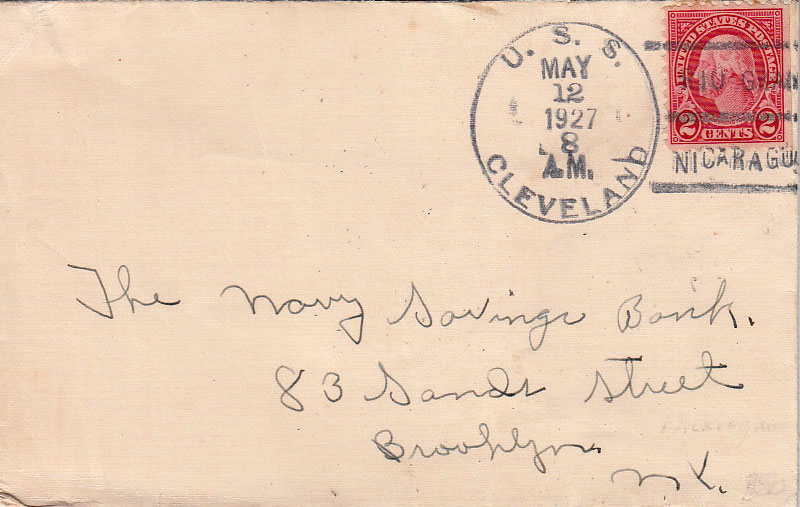 U. S. S.
MAY
12
1927
8
A.M.
CLEVELAND
UNITED STATES POSTAGE
2 CENTS 2
NICARAGUA
The Navy Savings Bank.
83 Sands Street
Brooklyn
N.Y.